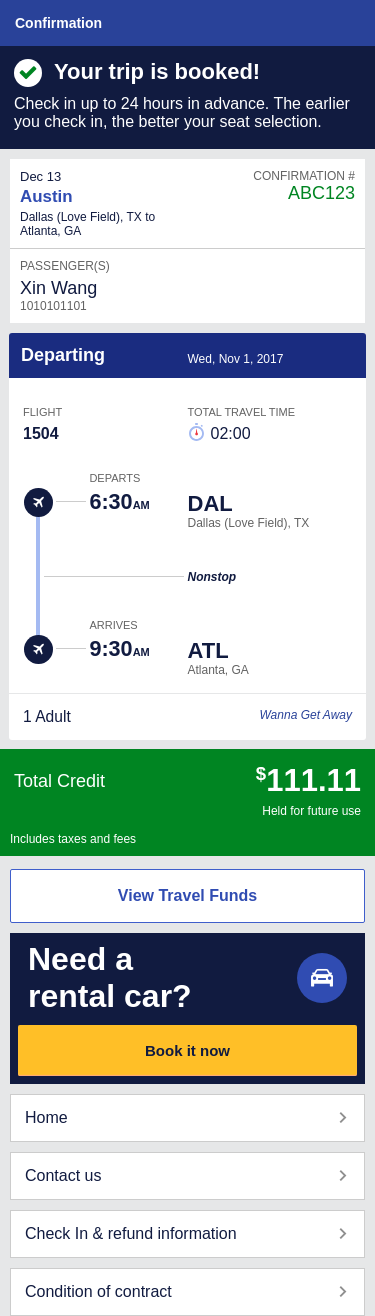 Confirmation
Your trip is booked!
Check in up to 24 hours in advance. The earlier
you check in, the better your seat selection.
Dec 13
CONFIRMATION #
Austin
ABC123
Dallas (Love Field), TX to
Atlanta, GA
PASSENGER(S)
Xin Wang
1010101101
Departing
Wed, Nov 1, 2017
FLIGHT
TOTAL TRAVEL TIME
1504
02:00
DEPARTS
6:30AM
DAL
Dallas (Love Field), TX
Nonstop
ARRIVES
9:30AM
ATL
Atlanta, GA
1 Adult
Wanna Get Away
Total Credit
$111.11
Held for future use
Includes taxes and fees
View Travel Funds
Need a
rental car?
Book it now
Home
Contact us
Check In & refund information
Condition of contract